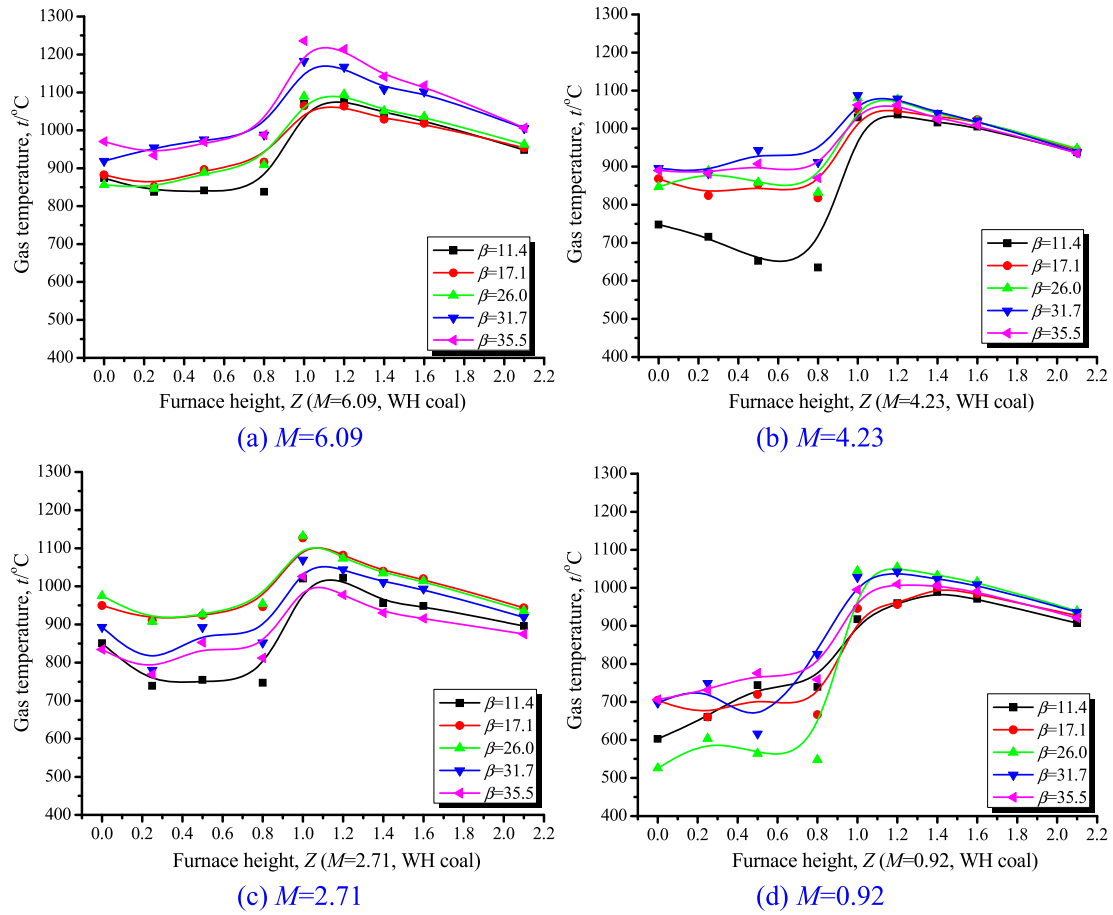 1300
1200
1100
1000
900
800
700
600
500
400
Gas temperature, t/°C
β=11.4
β=17.1
β=26.0
β=31.7
β=35.5
0.0 0.2 0.4 0.6 0.8 1.0 1.2 1.4 1.6 1.8 2.0 2.2
Furnace height, Z (M=6.09, WH coal)
(a) M=6.09
1300
1200
1100
1000
900
800
700
600
500
400
Gas temperature, t/°C
β=11.4
β=17.1
β=26.0
β=31.7
β=35.5
0.0 0.2 0.4 0.6 0.8 1.0 1.2 1.4 1.6 1.8 2.0 2.2
Furnace height, Z (M=4.23, WH coal)
(b) M=4.23
1300
1200
1100
1000
900
800
700
600
500
400
Gas temperature, t/°C
β=11.4
β=17.1
β=26.0
β=31.7
β=35.5
0.0 0.2 0.4 0.6 0.8 1.0 1.2 1.4 1.6 1.8 2.0 2.2
Furnace height, Z (M=2.71, WH coal)
(c) M=2.71
1300
1200
1100
1000
900
800
700
600
500
400
Gas temperature, t/°C
β=11.4
β=17.1
β=26.0
β=31.7
β=35.5
0.0 0.2 0.4 0.6 0.8 1.0 1.2 1.4 1.6 1.8 2.0 2.2
Furnace height, Z (M=0.92, WH coal)
(d) M=0.92